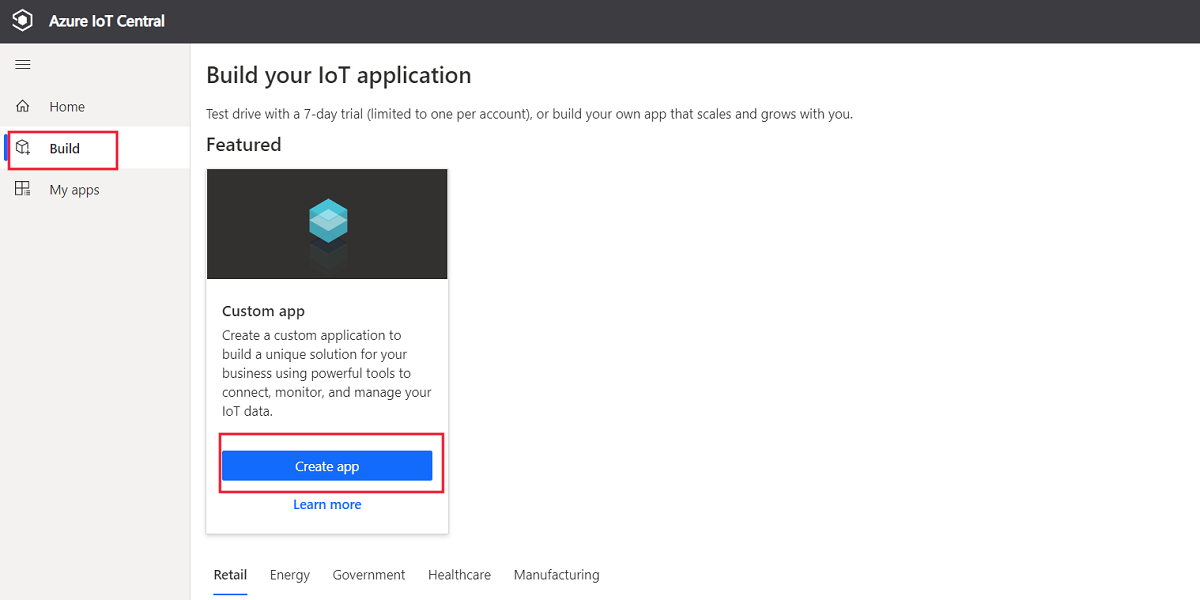 Azure IoT Central
Home
Build
My apps
Build your IoT application
Test drive with a 7-day trial (limited to one per account), or build your own app that scales and grows with you.
Featured
Custom app
Create a custom application to
build a unique solution for your
business using powerful tools to
connect, monitor, and manage your
IoT data.
Create app
Learn more
Retail Energy Government Healthcare Manufacturing